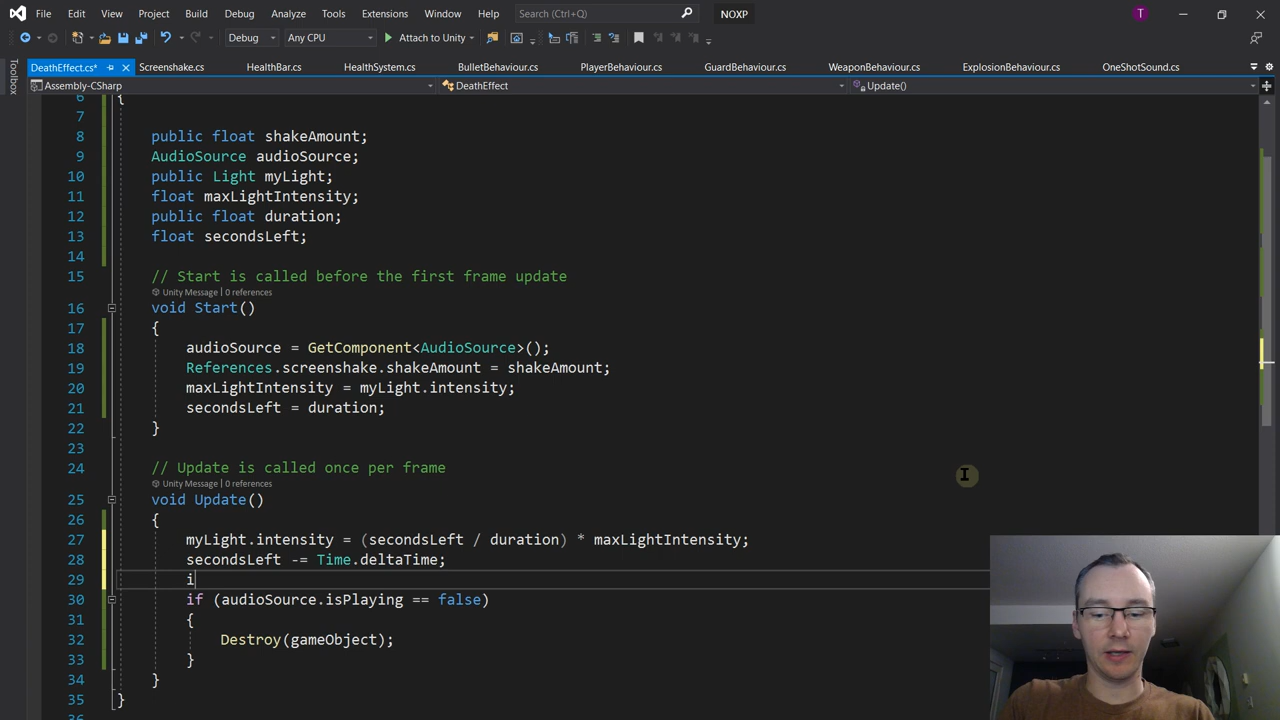 File Edit View Project Build Debug Analyze Tools Extensions Window Help Search (Ctrl+Q) NOXP T
Debug Any CPU Attach to Unity
Toolbox
DeathEffect.cs* Screenshake.cs HealthBar.cs HealthSystem.cs BulletBehaviour.cs PlayerBehaviour.cs GuardBehaviour.cs WeaponBehaviour.cs ExplosionBehaviour.cs OneShotSound.cs
Assembly-CSharp DeathEffect Update()
6 {
7
8 public float shakeAmount;
9 AudioSource audioSource;
10 public Light myLight;
11 float maxLightIntensity;
12 public float duration;
13 float secondsLeft;
14
15 // Start is called before the first frame update
Unity Message | 0 references
16 void Start()
17 {
18 audioSource = GetComponent<AudioSource>();
19 References.screenshake.shakeAmount = shakeAmount;
20 maxLightIntensity = myLight.intensity;
21 secondsLeft = duration;
22 }
23
24 // Update is called once per frame
Unity Message | 0 references
25 void Update()
26 {
27 myLight.intensity = (secondsLeft / duration) * maxLightIntensity;
28 secondsLeft -= Time.deltaTime;
29 i
30 if (audioSource.isPlaying == false)
31 {
32 Destroy(gameObject);
33 }
34 }
35 }
36